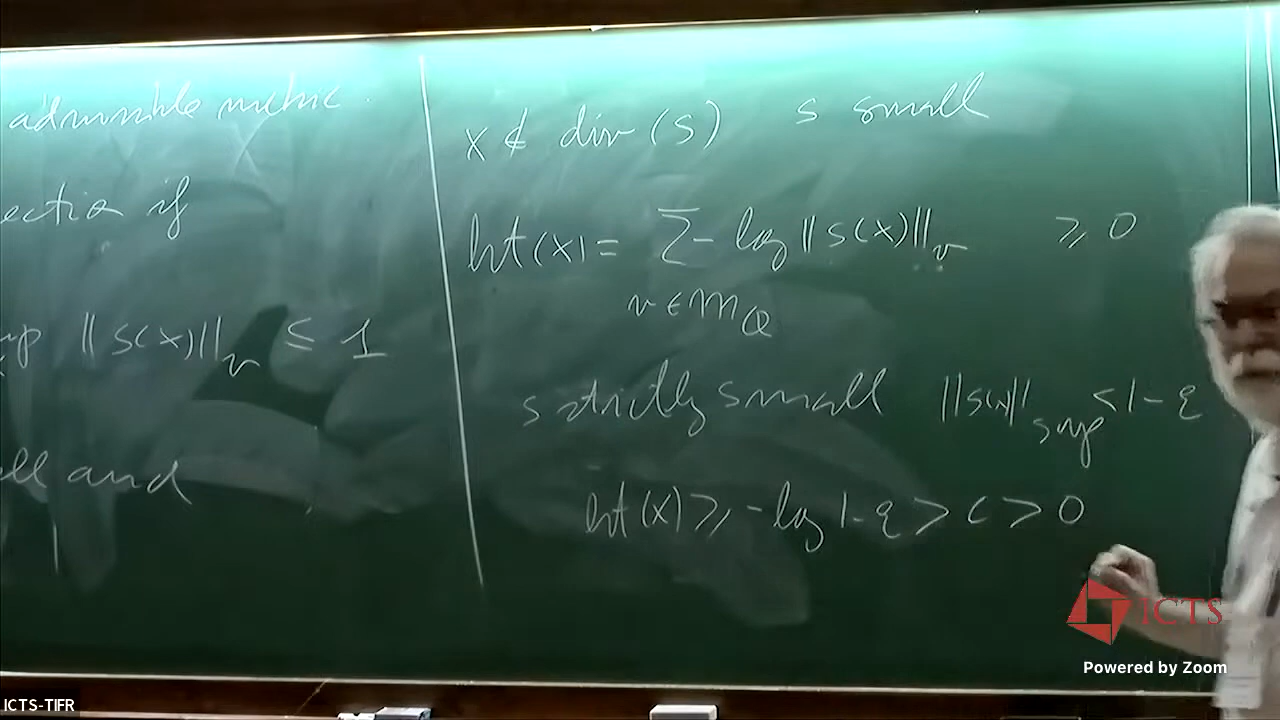 admissible metric
ection if
up ||s(x)||_v ≤ 1
ll and
x ∉ div(s) s small
ht(x) = ∑ - log ||s(x)||_v ≥ 0
v ∈ M_Q
s strictly small ||s(x)||_sup < 1 - ε
ht(x) ≥ - log 1 - ε > c > 0
ICTS
Powered by Zoom
ICTS-TIFR